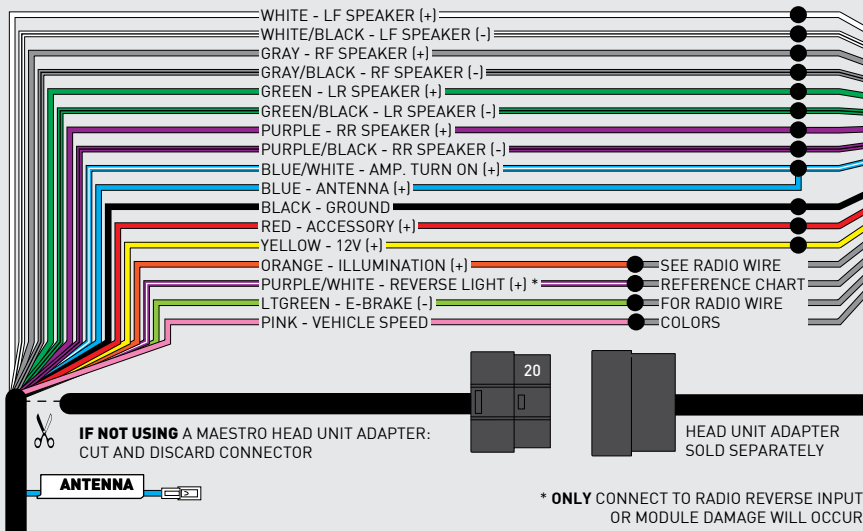 WHITE - LF SPEAKER (+)
WHITE/BLACK - LF SPEAKER (-)
GRAY - RF SPEAKER (+)
GRAY/BLACK - RF SPEAKER (-)
GREEN - LR SPEAKER (+)
GREEN/BLACK - LR SPEAKER (-)
PURPLE - RR SPEAKER (+)
PURPLE/BLACK - RR SPEAKER (-)
BLUE/WHITE - AMP. TURN ON (+)
BLUE - ANTENNA (+)
BLACK - GROUND
RED - ACCESSORY (+)
YELLOW - 12V (+)
ORANGE - ILLUMINATION (+) SEE RADIO WIRE
PURPLE/WHITE - REVERSE LIGHT (+) * REFERENCE CHART
LTGREEN - E-BRAKE (-) FOR RADIO WIRE
PINK - VEHICLE SPEED COLORS
20
IF NOT USING A MAESTRO HEAD UNIT ADAPTER:
CUT AND DISCARD CONNECTOR
HEAD UNIT ADAPTER
SOLD SEPARATELY
ANTENNA
* ONLY CONNECT TO RADIO REVERSE INPUT
OR MODULE DAMAGE WILL OCCUR